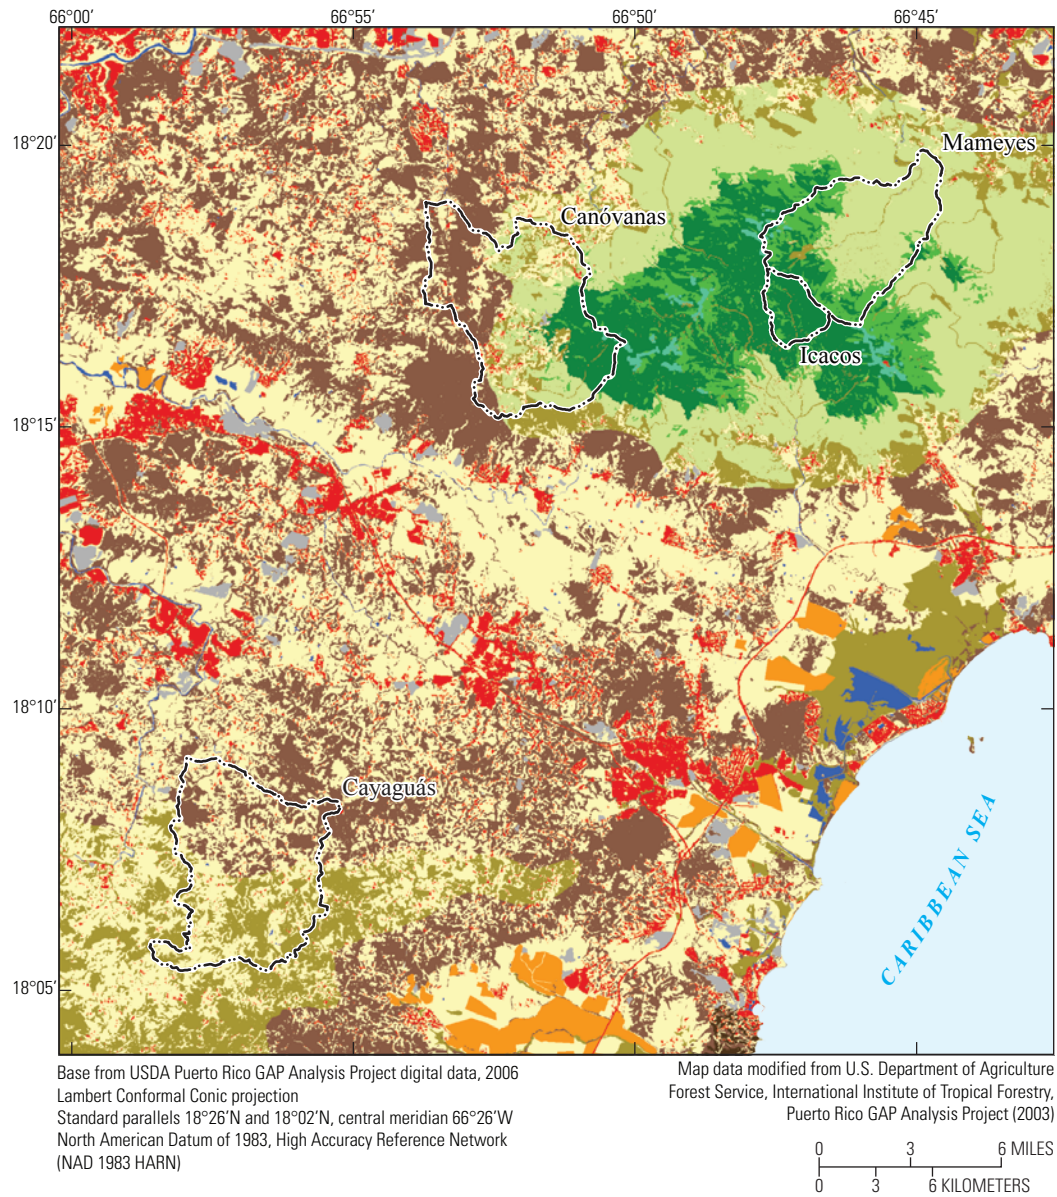 66°00′ 66°55′ 66°50′ 66°45′
18°20′
Mameyes
Canóvanas
Icacos
18°15′
18°10′
Cayaguás
CARIBBEAN SEA
18°05′
Base from USDA Puerto Rico GAP Analysis Project digital data, 2006
Lambert Conformal Conic projection
Standard parallels 18°26′N and 18°02′N, central meridian 66°26′W
North American Datum of 1983, High Accuracy Reference Network
(NAD 1983 HARN)
Map data modified from U.S. Department of Agriculture
Forest Service, International Institute of Tropical Forestry,
Puerto Rico GAP Analysis Project (2003)
0 3 6 MILES
0 3 6 KILOMETERS